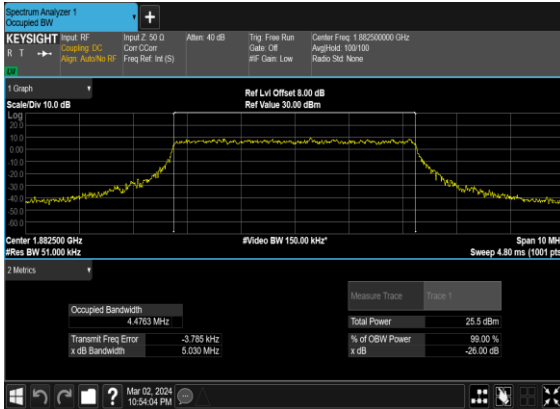 Spectrum Analyzer 1
Occupied BW
+
KEYSIGHT
R T
Input: RF
Coupling: DC
Align: Auto/No RF
Input Z: 50 Ω
Corr CCorr
Freq Ref: Int (S)
Atten: 40 dB
Trig: Free Run
Gate: Off
#IF Gain: Low
Center Freq: 1.882500000 GHz
Avg|Hold: 100/100
Radio Std: None
1 Graph
Scale/Div 10.0 dB
Ref Lvl Offset 8.00 dB
Ref Value 30.00 dBm
Log
20.0
10.0
0.00
-10.0
-20.0
-30.0
-40.0
-50.0
-60.0
Center 1.882500 GHz
#Video BW 150.00 kHz*
Span 10 MH
#Res BW 51.000 kHz
Sweep 4.80 ms (1001 pts
2 Metrics
Measure Trace
Trace 1
Occupied Bandwidth
4.4763 MHz
Total Power
25.5 dBm
Transmit Freq Error
-3.785 kHz
% of OBW Power
99.00 %
x dB Bandwidth
5.030 MHz
x dB
-26.00 dB
?
Mar 02, 2024
10:54:04 PM